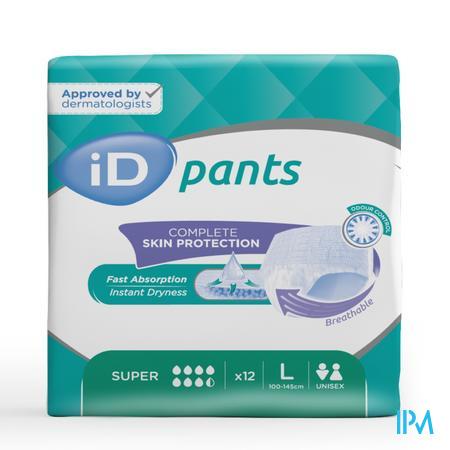 Approved by
dermatologists
iD pants
ODOUR CONTROL
COMPLETE
SKIN PROTECTION
Fast Absorption
Instant Dryness
Breathable
SUPER x12 L
100-145cm UNISEX
IPM